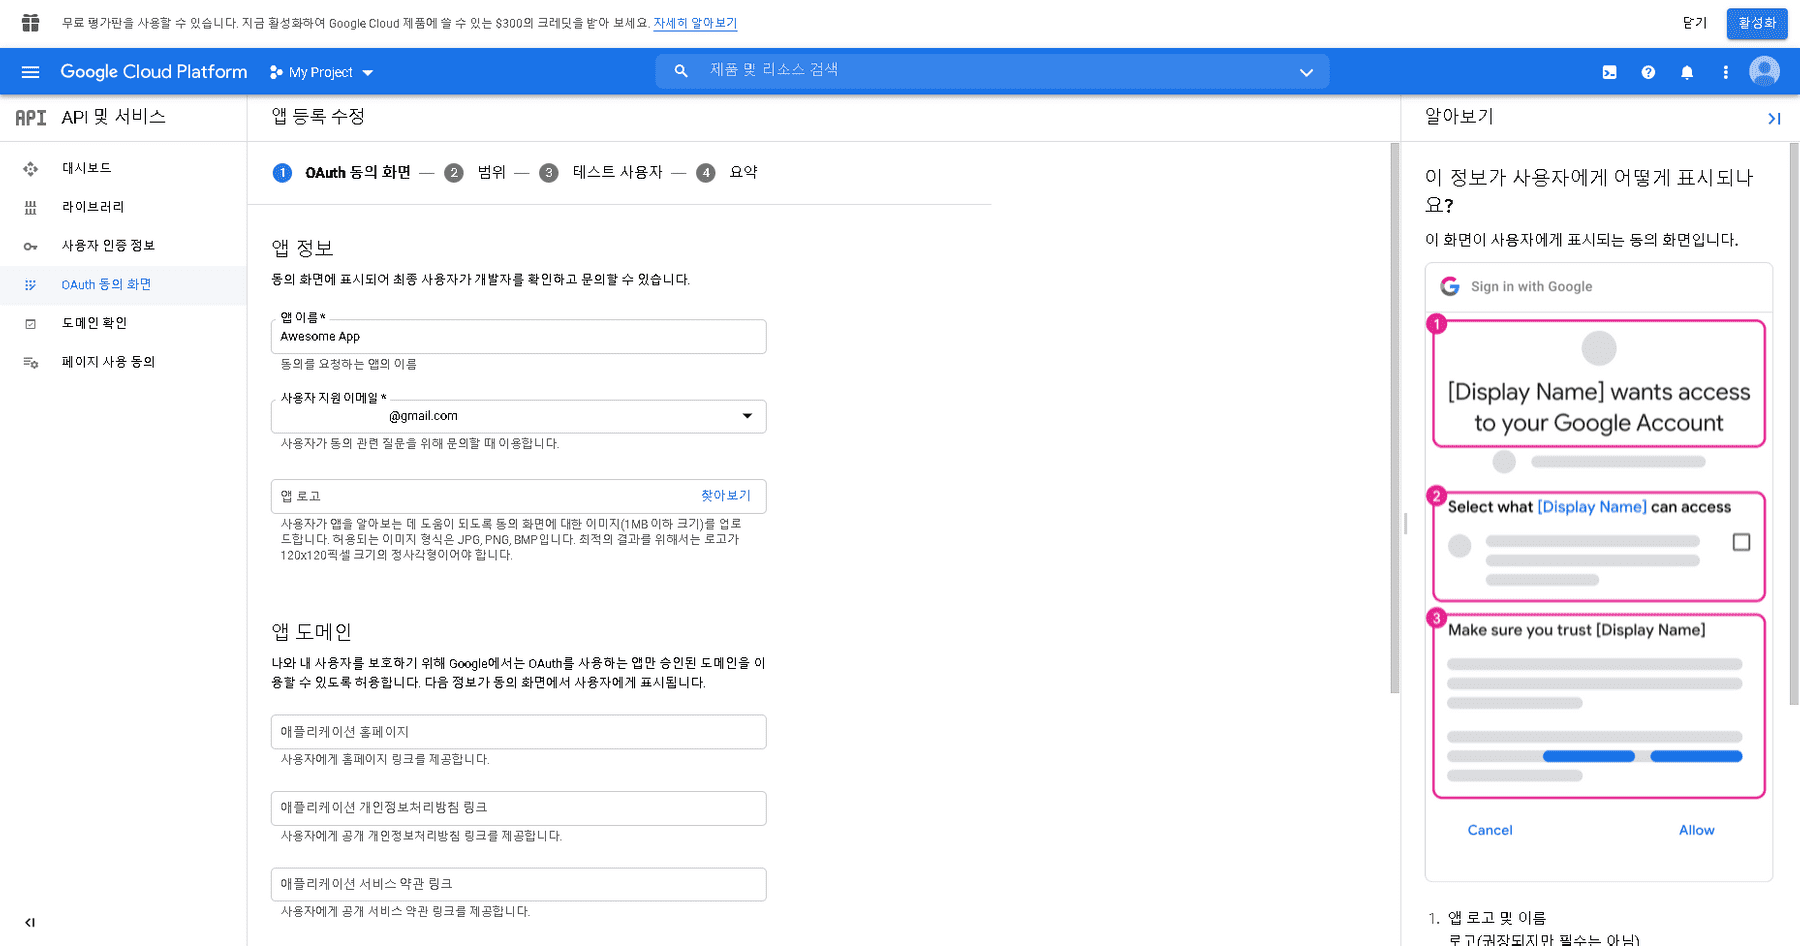 무료 평가판을 사용할 수 있습니다. 지금 활성화하여 Google Cloud 제품에 쓸 수 있는 $300의 크레딧을 받아 보세요. 자세히 알아보기
닫기
활성화
Google Cloud Platform
My Project
제품 및 리소스 검색
API
API 및 서비스
대시보드
라이브러리
사용자 인증 정보
OAuth 동의 화면
도메인 확인
페이지 사용 동의
앱 등록 수정
1 OAuth 동의 화면 — 2 범위 — 3 테스트 사용자 — 4 요약
앱 정보
동의 화면에 표시되어 최종 사용자가 개발자를 확인하고 문의할 수 있습니다.
앱 이름 *
Awesome App
동의를 요청하는 앱의 이름
사용자 지원 이메일 *
@gmail.com
사용자가 동의 관련 질문을 위해 문의할 때 이용합니다.
앱 로고
찾아보기
사용자가 앱을 알아보는 데 도움이 되도록 동의 화면에 대한 이미지(1MB 이하 크기)를 업로
드합니다. 허용되는 이미지 형식은 JPG, PNG, BMP입니다. 최적의 결과를 위해서는 로고가
120x120픽셀 크기의 정사각형이어야 합니다.
앱 도메인
나와 내 사용자를 보호하기 위해 Google에서는 OAuth를 사용하는 앱만 승인된 도메인을 이
용할 수 있도록 허용합니다. 다음 정보가 동의 화면에서 사용자에게 표시됩니다.
애플리케이션 홈페이지
사용자에게 홈페이지 링크를 제공합니다.
애플리케이션 개인정보처리방침 링크
사용자에게 공개 개인정보처리방침 링크를 제공합니다.
애플리케이션 서비스 약관 링크
사용자에게 공개 서비스 약관 링크를 제공합니다.
알아보기
이 정보가 사용자에게 어떻게 표시되나
요?
이 화면이 사용자에게 표시되는 동의 화면입니다.
Sign in with Google
1
[Display Name] wants access
to your Google Account
2
Select what [Display Name] can access
3
Make sure you trust [Display Name]
Cancel
Allow
1. 앱 로고 및 이름
로고(권장되지만 필수는 아님)